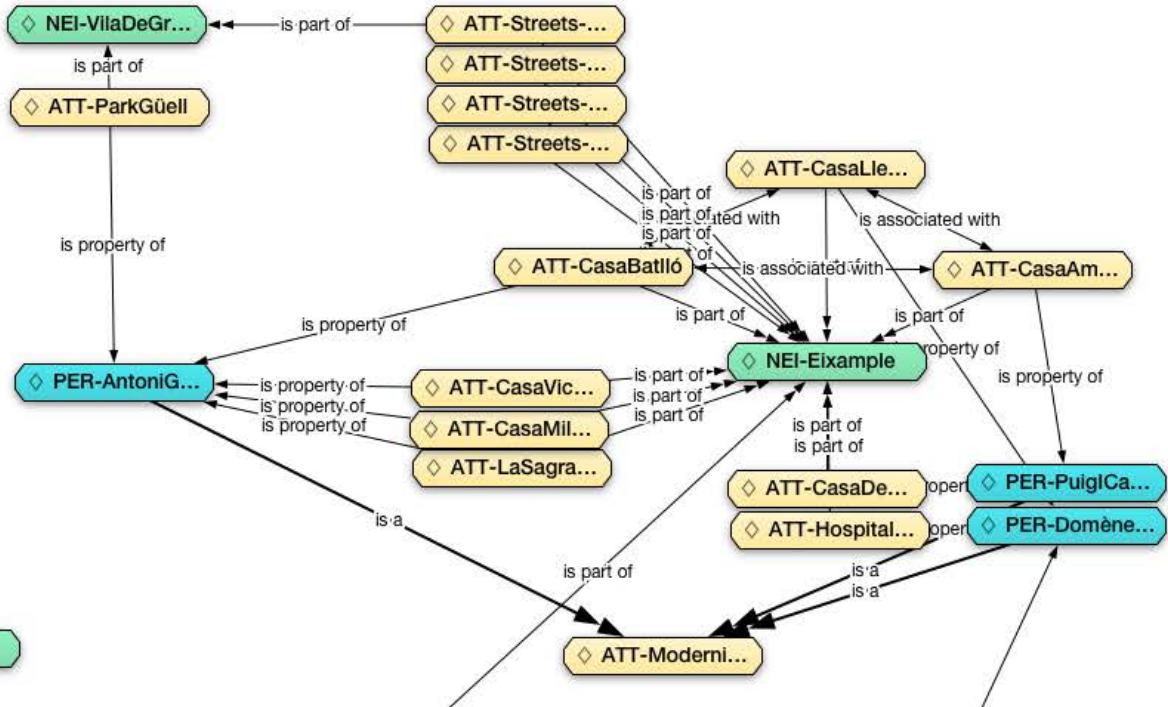 NEI-VilaDeGr...
is part of
ATT-Streets-...
is part of
ATT-Streets-...
ATT-ParkGüell
ATT-Streets-...
ATT-Streets-...
ATT-CasaLle...
is part of
is part of
ated with
is associated with
is part of
is property of
of
ATT-CasaBatlló
is associated with
ATT-CasaAm...
is part of
is part of
is property of
roperty of
NEI-Eixample
PER-AntoniG...
is property of
ATT-CasaVic...
is part of
is property of
is property of
is part of
ATT-CasaMil...
is property of
is part of
is part of
is part of
ATT-LaSagra...
PER-PuigICa...
ATT-CasaDe...
oper
is a
ATT-Hospital...
oper
PER-Domène...
is part of
is a
is a
ATT-Moderni...